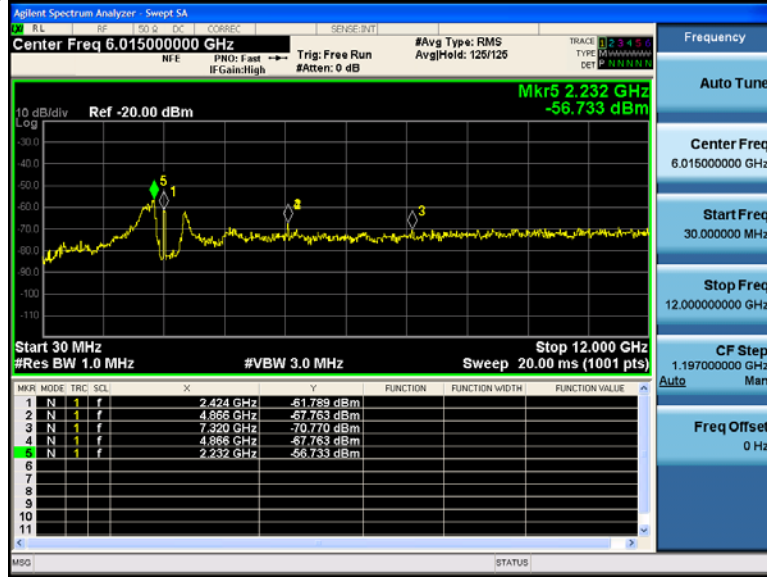 Agilent Spectrum Analyzer - Swept SA
RL RF 50 Ω DC CORREC SENSE:INT
Center Freq 6.015000000 GHz
NFE
PNO: Fast
IFGain:High
Trig: Free Run
#Atten: 0 dB
#Avg Type: RMS
Avg|Hold: 125/125
TRACE 1 2 3 4 5 6
TYPE M
DET P N N N N N
Mkr5 2.232 GHz
-56.733 dBm
10 dB/div Ref -20.00 dBm
Log
-30.0
-40.0
-50.0
-60.0
-70.0
-80.0
-90.0
-100
-110
5
1
3
Start 30 MHz
Stop 12.000 GHz
#Res BW 1.0 MHz
#VBW 3.0 MHz
Sweep 20.00 ms (1001 pts)
MKR MODE TRC SCL X Y FUNCTION FUNCTION WIDTH FUNCTION VALUE
1 N 1 f 2.424 GHz -61.789 dBm
2 N 1 f 4.866 GHz -67.763 dBm
3 N 1 f 7.320 GHz -70.770 dBm
4 N 1 f 4.866 GHz -67.763 dBm
5 N 1 f 2.232 GHz -56.733 dBm
6
7
8
9
10
11
MSG
STATUS
Frequency
Auto Tune
Center Freq
6.015000000 GHz
Start Freq
30.000000 MHz
Stop Freq
12.000000000 GHz
CF Step
1.197000000 GHz
Auto Man
Freq Offset
0 Hz